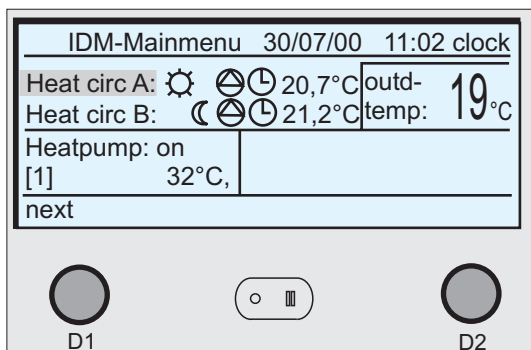 IDM-Mainmenu 30/07/00 11:02 clock
Heat circ A: 20,7°C
Heat circ B: 21,2°C
outd-
temp: 19°C
Heatpump: on
[1] 32°C,
next
D1 D2